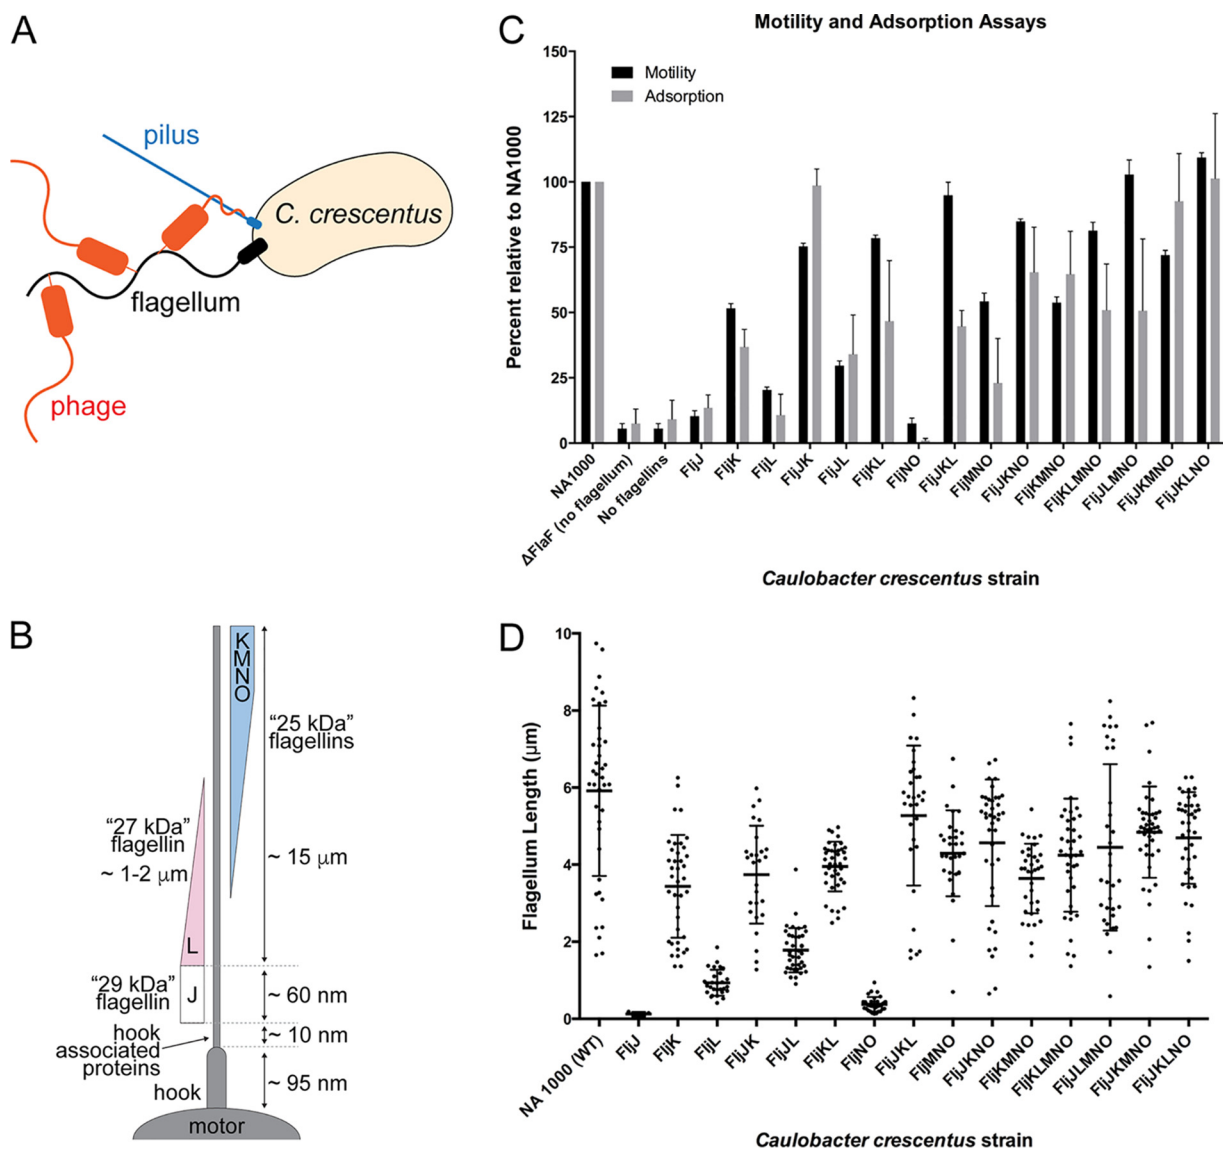 A
pilus
C. crescentus
flagellum
phage
B
K
M
N
O
"25 kDa"
flagellins
"27 kDa"
flagellin
~ 1-2 μm
~ 15 μm
L
"29 kDa"
flagellin
J
~ 60 nm
hook
associated
proteins
~ 10 nm
hook
~ 95 nm
motor
C
Motility and Adsorption Assays
Motility
Adsorption
Percent relative to NA1000
150
125
100
75
50
25
0
NA1000
ΔFlaF (no flagellum)
No flagellins
FljJ
FljK
FljL
FljJK
FljJL
FljKL
FljNO
FljJKL
FljMNO
FljJKNO
FljKMNO
FljKLMNO
FljJLMNO
FljJKMNO
FljJKLNO
Caulobacter crescentus strain
D
Flagellum Length (μm)
10
8
6
4
2
0
NA 1000 (WT)
FljJ
FljK
FljL
FljJK
FljJL
FljKL
FljNO
FljJKL
FljMNO
FljJKNO
FljKMNO
FljKLMNO
FljJLMNO
FljJKMNO
FljJKLNO
Caulobacter crescentus strain